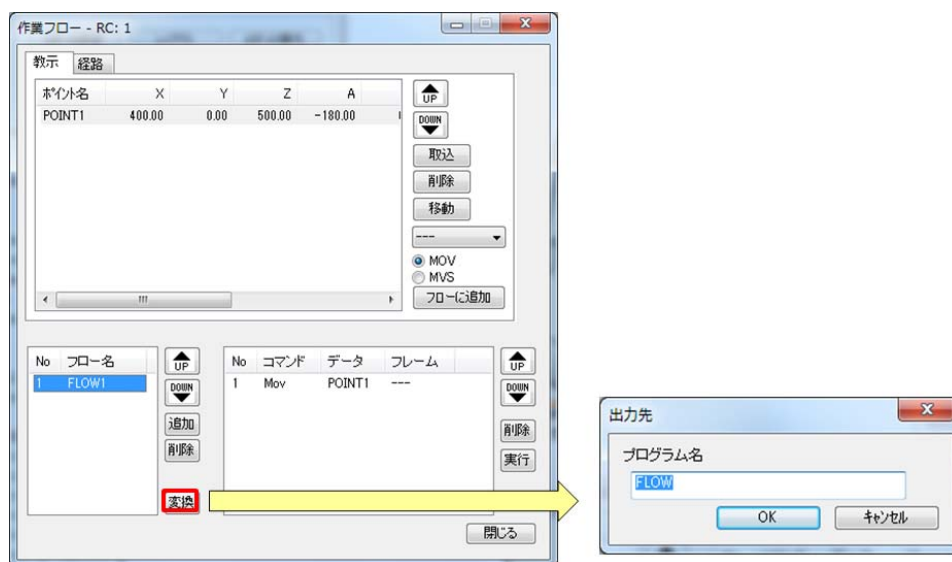 作業フロー - RC: 1
教示 経路
ポイント名 X Y Z A
POINT1 400.00 0.00 500.00 -180.00
UP
DOWN
取込
削除
移動
---
MOV
MVS
フローに追加
No フロー名
1 FLOW1
UP
DOWN
追加
削除
変換
No コマンド データ フレーム
1 Mov POINT1 ---
UP
DOWN
削除
実行
閉じる
出力先
プログラム名
FLOW
OK キャンセル